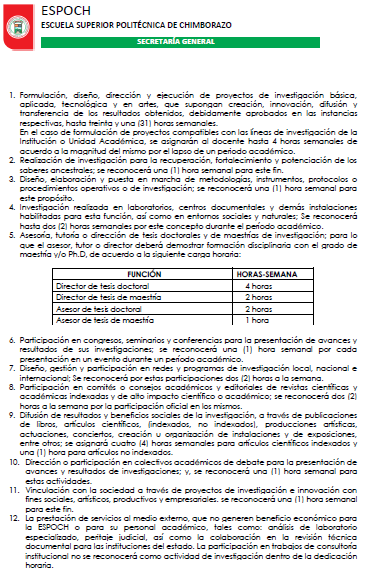 ESPOCH
ESCUELA SUPERIOR POLITÉCNICA DE CHIMBORAZO
SECRETARÍA GENERAL
1. Formulación, diseño, dirección y ejecución de proyectos de investigación básica,
aplicada, tecnológica y en artes, que supongan creación, innovación, difusión y
transferencia de los resultados obtenidos, debidamente aprobados en las instancias
respectivas, hasta treinta y una (31) horas semanales.
En el caso de formulación de proyectos compatibles con las líneas de investigación de la
Institución o Unidad Académica, se asignarán al docente hasta 4 horas semanales de
acuerdo a la magnitud del mismo por el lapso de un periodo académico.
2. Realización de investigación para la recuperación, fortalecimiento y potenciación de los
saberes ancestrales; se reconocerá una (1) hora semanal para este fin.
3. Diseño, elaboración y puesta en marcha de metodologías, instrumentos, protocolos o
procedimientos operativos o de investigación; se reconocerá una (1) hora semanal para
este propósito.
4. Investigación realizada en laboratorios, centros documentales y demás instalaciones
habilitadas para esta función, así como en entornos sociales y naturales; Se reconocerá
hasta dos (2) horas semanales por este concepto durante el período académico.
5. Asesoría, tutoría o dirección de tesis doctorales y de maestrías de investigación; para lo
que el asesor, tutor o director deberá demostrar formación disciplinaria con el grado de
maestría y/o Ph.D, de acuerdo a la siguiente carga horaria:
FUNCIÓN HORAS-SEMANA
Director de tesis doctoral 4 horas
Director de tesis de maestría 2 horas
Asesor de tesis doctoral 2 horas
Asesor de tesis de maestría 1 hora
6. Participación en congresos, seminarios y conferencias para la presentación de avances y
resultados de sus investigaciones; se reconocerá una (1) hora semanal por cada
presentación en un evento durante un período académico.
7. Diseño, gestión y participación en redes y programas de investigación local, nacional e
internacional; Se reconocerá por estas participaciones dos (2) horas a la semana.
8. Participación en comités o consejos académicos y editoriales de revistas científicas y
académicas indexadas y de alto impacto científico o académico; se reconocerá dos (2)
horas a la semana por la participación oficial en los mismos.
9. Difusión de resultados y beneficios sociales de la investigación, a través de publicaciones
de libros, artículos científicos, (indexados, no indexados), producciones artísticas,
actuaciones, conciertos, creación u organización de instalaciones y de exposiciones,
entre otros; se asignará cuatro (4) horas semanales para artículos científicos indexados y
una (1) hora para artículos no indexados.
10. Dirección o participación en colectivos académicos de debate para la presentación de
avances y resultados de investigaciones; y, se reconocerá una (1) hora semanal para
estas actividades.
11. Vinculación con la sociedad a través de proyectos de investigación e innovación con
fines sociales, artísticos, productivos y empresariales. se reconocerá una (1) hora semanal
para este fin.
12. La prestación de servicios al medio externo, que no generen beneficio económico para
la ESPOCH o para su personal académico, tales como: análisis de laboratorio
especializado, peritaje judicial, así como la colaboración en la revisión técnica
documental para las instituciones del estado. La participación en trabajos de consultoría
institucional no se reconocerá como actividad de investigación dentro de la dedicación
horaria.